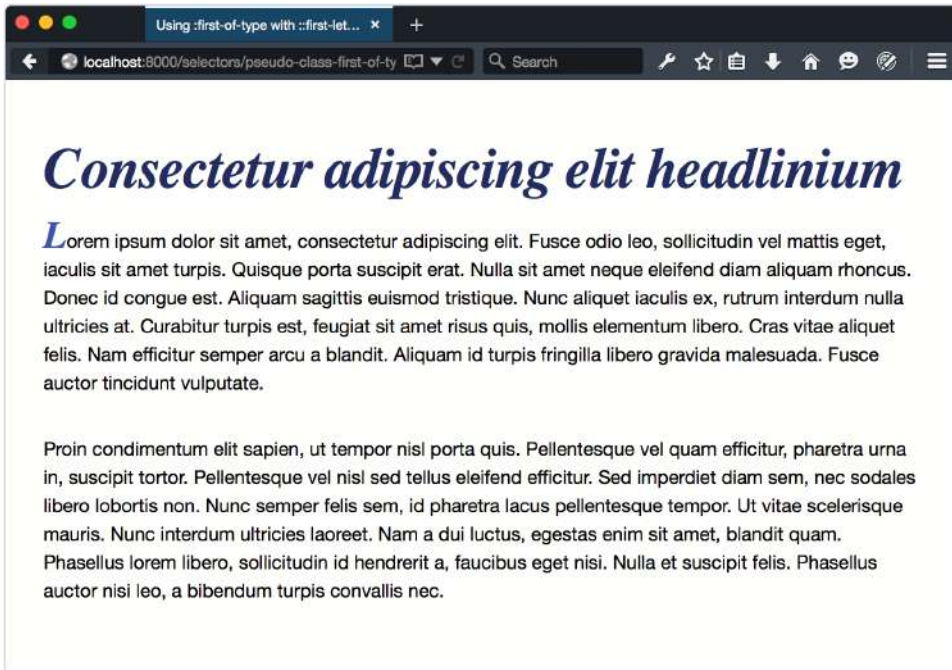 Using :first-of-type with ::first-let... × +
localhost:8000/selectors/pseudo-class-first-of-ty Search
Consectetur adipiscing elit headlinium
Lorem ipsum dolor sit amet, consectetur adipiscing elit. Fusce odio leo, sollicitudin vel mattis eget,
iaculis sit amet turpis. Quisque porta suscipit erat. Nulla sit amet neque eleifend diam aliquam rhoncus.
Donec id congue est. Aliquam sagittis euismod tristique. Nunc aliquet iaculis ex, rutrum interdum nulla
ultricies at. Curabitur turpis est, feugiat sit amet risus quis, mollis elementum libero. Cras vitae aliquet
felis. Nam efficitur semper arcu a blandit. Aliquam id turpis fringilla libero gravida malesuada. Fusce
auctor tincidunt vulputate.
Proin condimentum elit sapien, ut tempor nisl porta quis. Pellentesque vel quam efficitur, pharetra urna
in, suscipit tortor. Pellentesque vel nisl sed tellus eleifend efficitur. Sed imperdiet diam sem, nec sodales
libero lobortis non. Nunc semper felis sem, id pharetra lacus pellentesque tempor. Ut vitae scelerisque
mauris. Nunc interdum ultricies laoreet. Nam a dui luctus, egestas enim sit amet, blandit quam.
Phasellus lorem libero, sollicitudin id hendrerit a, faucibus eget nisi. Nulla et suscipit felis. Phasellus
auctor nisi leo, a bibendum turpis convallis nec.